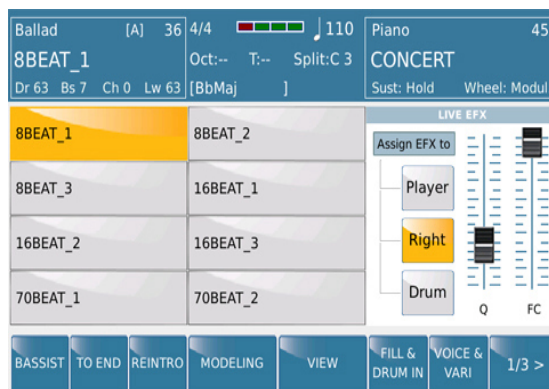 Ballad [A] 36
8BEAT_1
Dr 63 Bs 7 Ch 0 Lw 63
4/4 110
Oct:-- T:-- Split:C 3
[BbMaj ]
Piano 45
CONCERT
Sust: Hold Wheel: Modul
8BEAT_1
8BEAT_2
8BEAT_3
16BEAT_1
16BEAT_2
16BEAT_3
70BEAT_1
70BEAT_2
LIVE EFX
Assign EFX to
Player
Right
Drum
Q
FC
BASSIST
TO END
REINTRO
MODELING
VIEW
FILL &
DRUM IN
VOICE &
VARI
1/3 >